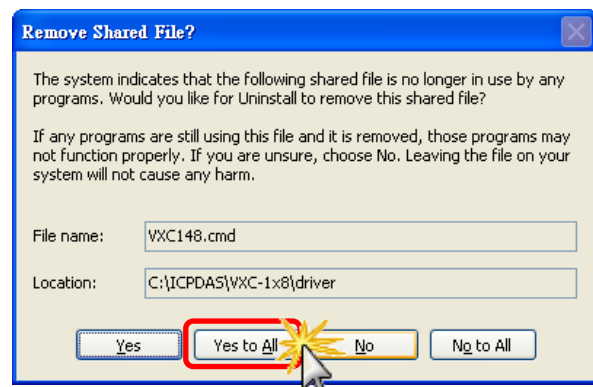 Remove Shared File?
The system indicates that the following shared file is no longer in use by any
programs. Would you like for Uninstall to remove this shared file?
If any programs are still using this file and it is removed, those programs may
not function properly. If you are unsure, choose No. Leaving the file on your
system will not cause any harm.
File name: VXC148.cmd
Location: C:\ICPDAS\VXC-1x8\driver
Yes Yes to All No No to All